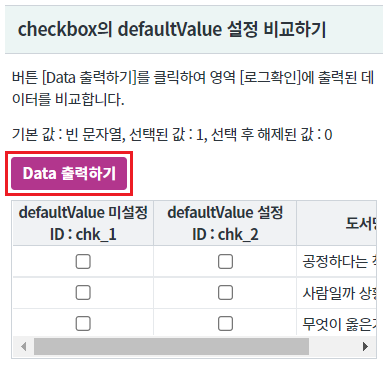 checkbox의 defaultValue 설정 비교하기
버튼 [Data 출력하기]를 클릭하여 영역 [로그확인]에 출력된 데
이터를 비교합니다.
기본 값 : 빈 문자열, 선택된 값 : 1, 선택 후 해제된 값 : 0
Data 출력하기
defaultValue 미설정 defaultValue 설정
ID : chk_1 ID : chk_2 도서명
공정하다는 착
사람일까 상황
무엇이 옳은가